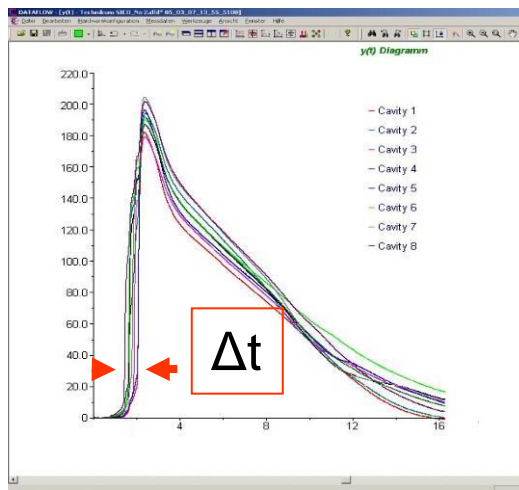 DATAFLOW - [y(t) - Technikum SBCO_Nu 2.dfd* 05_03_07_13_55_5108]
Datei Bearbeiten Hardwarekonfiguration Messdaten Werkzeuge Ansicht Fenster Hilfe
y(t) Diagramm
220.0
200.0
180.0
160.0
140.0
120.0
100.0
80.0
60.0
40.0
20.0
0
4
8
12
16
Cavity 1
Cavity 2
Cavity 3
Cavity 4
Cavity 5
Cavity 6
Cavity 7
Cavity 8
Δt